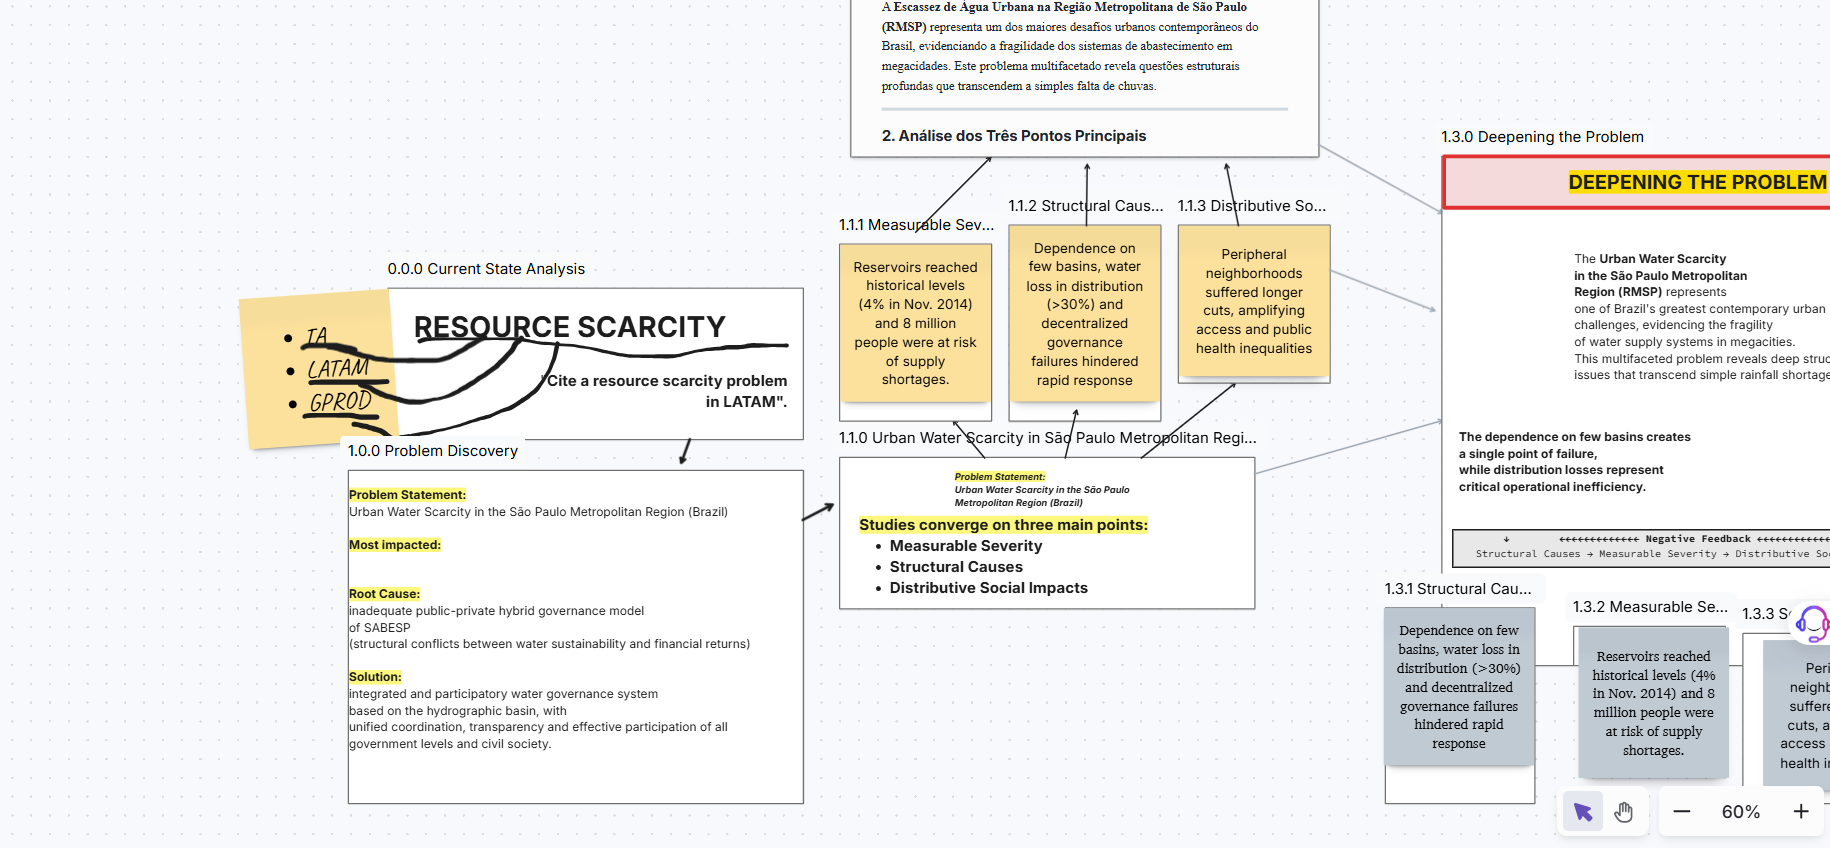 A Escassez de Água Urbana na Região Metropolitana de São Paulo
(RMSP) representa um dos maiores desafios urbanos contemporâneos do
Brasil, evidenciando a fragilidade dos sistemas de abastecimento em
megacidades. Este problema multifacetado revela questões estruturais
profundas que transcendem a simples falta de chuvas.
2. Análise dos Três Pontos Principais
0.0.0 Current State Analysis
• TA
• LATAM
• GPROD
RESOURCE SCARCITY
"Cite a resource scarcity problem
in LATAM".
1.0.0 Problem Discovery
Problem Statement:
Urban Water Scarcity in the São Paulo Metropolitan Region (Brazil)
Most impacted:
Root Cause:
inadequate public-private hybrid governance model
of SABESP
(structural conflicts between water sustainability and financial returns)
Solution:
integrated and participatory water governance system
based on the hydrographic basin, with
unified coordination, transparency and effective participation of all
government levels and civil society.
1.1.1 Measurable Sev...
Reservoirs reached
historical levels
(4% in Nov. 2014)
and 8 million
people were at risk
of supply
shortages.
1.1.2 Structural Caus...
Dependence on
few basins, water
loss in distribution
(>30%) and
decentralized
governance
failures hindered
rapid response
1.1.3 Distributive So...
Peripheral
neighborhoods
suffered longer
cuts, amplifying
access and public
health inequalities
1.1.0 Urban Water Scarcity in São Paulo Metropolitan Regi...
Problem Statement:
Urban Water Scarcity in the São Paulo
Metropolitan Region (Brazil)
Studies converge on three main points:
• Measurable Severity
• Structural Causes
• Distributive Social Impacts
1.3.0 Deepening the Problem
DEEPENING THE PROBLEM
The Urban Water Scarcity
in the São Paulo Metropolitan
Region (RMSP) represents
one of Brazil's greatest contemporary urban
challenges, evidencing the fragility
of water supply systems in megacities.
This multifaceted problem reveals deep struc
issues that transcend simple rainfall shortage
The dependence on few basins creates
a single point of failure,
while distribution losses represent
critical operational inefficiency.
↓ ←←←←←←←←←←←←← Negative Feedback ←←←←←←←←←←←←
Structural Causes → Measurable Severity → Distributive So
1.3.1 Structural Cau...
Dependence on few
basins, water loss in
distribution (>30%)
and decentralized
governance failures
hindered rapid
response
1.3.2 Measurable Se...
Reservoirs reached
historical levels (4%
in Nov. 2014) and 8
million people were
at risk of supply
shortages.
1.3.3 S
Peri
neighb
suffere
cuts, a
access
health in
60%